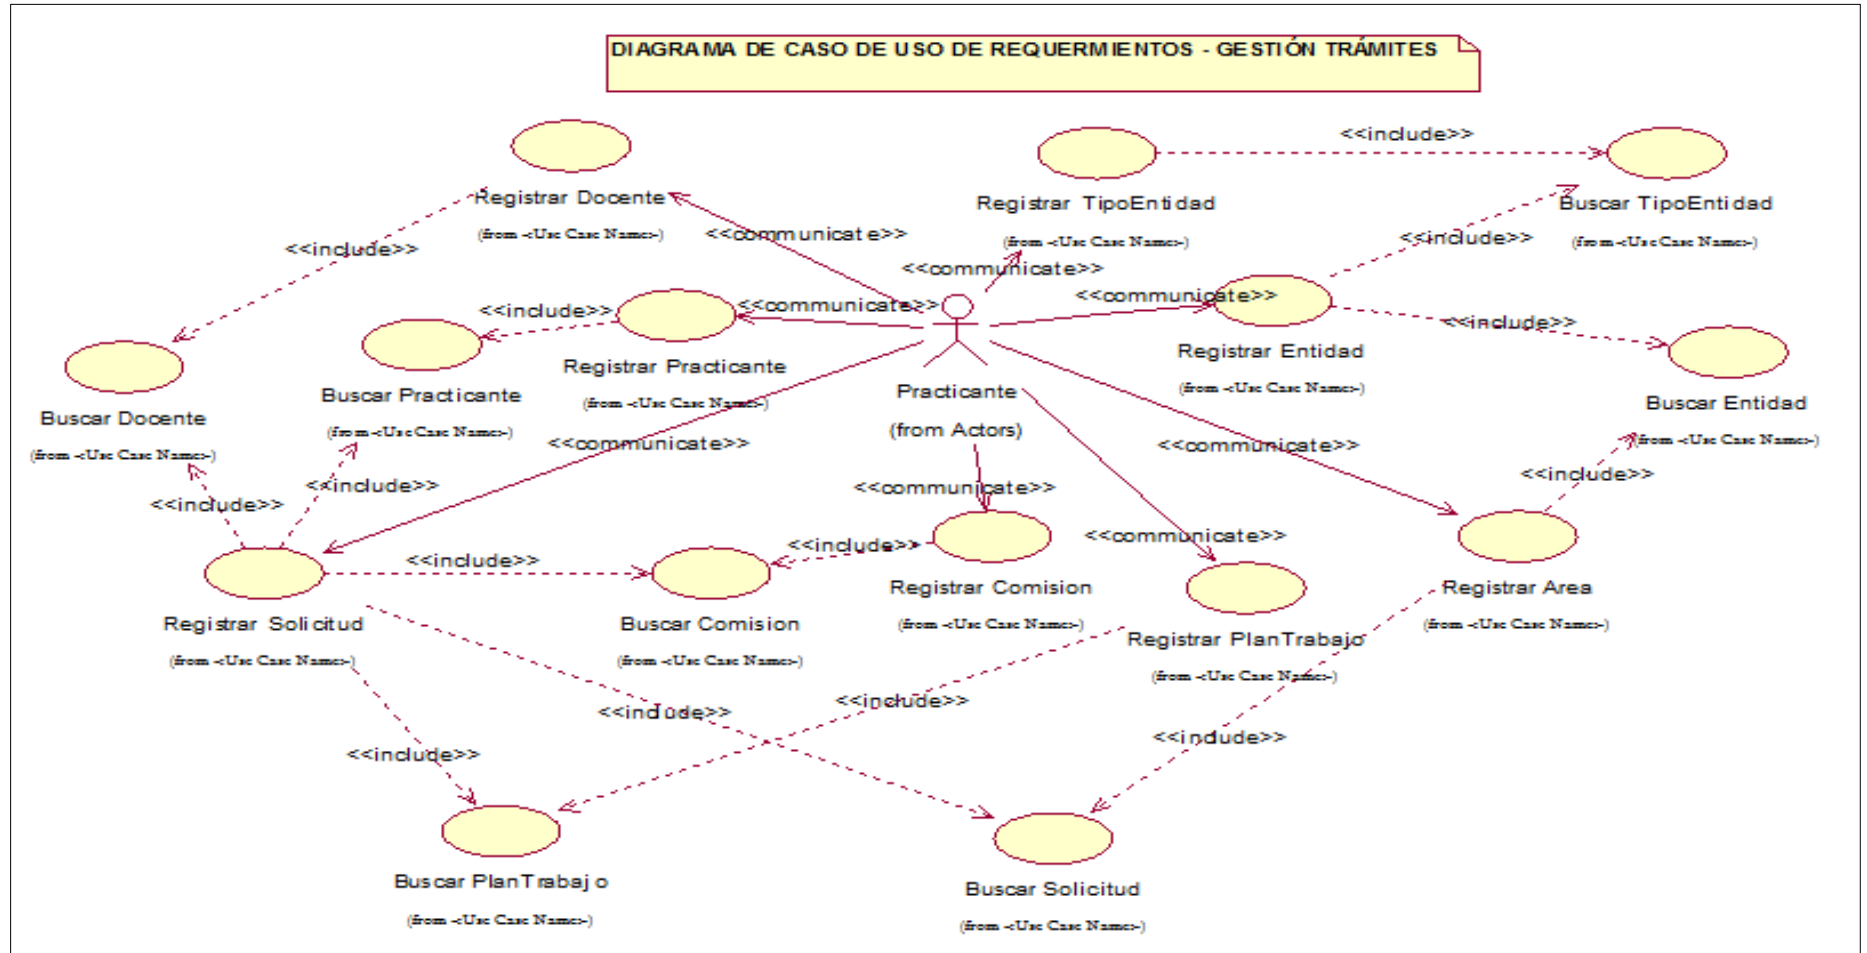 DIAGRAMA DE CASO DE USO DE REQUERMIENTOS - GESTIÓN TRÁMITES
<<include>>
Registrar Docente
(from -<Use Case Name>-)
<<communicate>>
Registrar TipoEntidad
(from -<Use Case Name>-)
Buscar TipoEntidad
(from -<Use Case Name>-)
<<include>>
<<include>>
<<communicate>>
<<communicate>>
<<communicate>>
<<include>>
<<include>>
Registrar Practicante
(from -<Use Case Name>-)
Registrar Entidad
(from -<Use Case Name>-)
Buscar Practicante
(from -<Use Case Name>-)
Practicante
(from Actors)
Buscar Entidad
(from -<Use Case Name>-)
Buscar Docente
(from -<Use Case Name>-)
<<communicate>>
<<communicate>>
<<include>>
<<include>>
<<include>>
<<communicate>>
<<communicate>>
<<include>>
<<include>>
Registrar Comision
(from -<Use Case Name>-)
Registrar Area
(from -<Use Case Name>-)
Registrar Solicitud
(from -<Use Case Name>-)
Buscar Comision
(from -<Use Case Name>-)
Registrar PlanTrabajo
(from -<Use Case Name>-)
<<include>>
<<include>>
<<include>>
<<include>>
Buscar PlanTrabajo
(from -<Use Case Name>-)
Buscar Solicitud
(from -<Use Case Name>-)